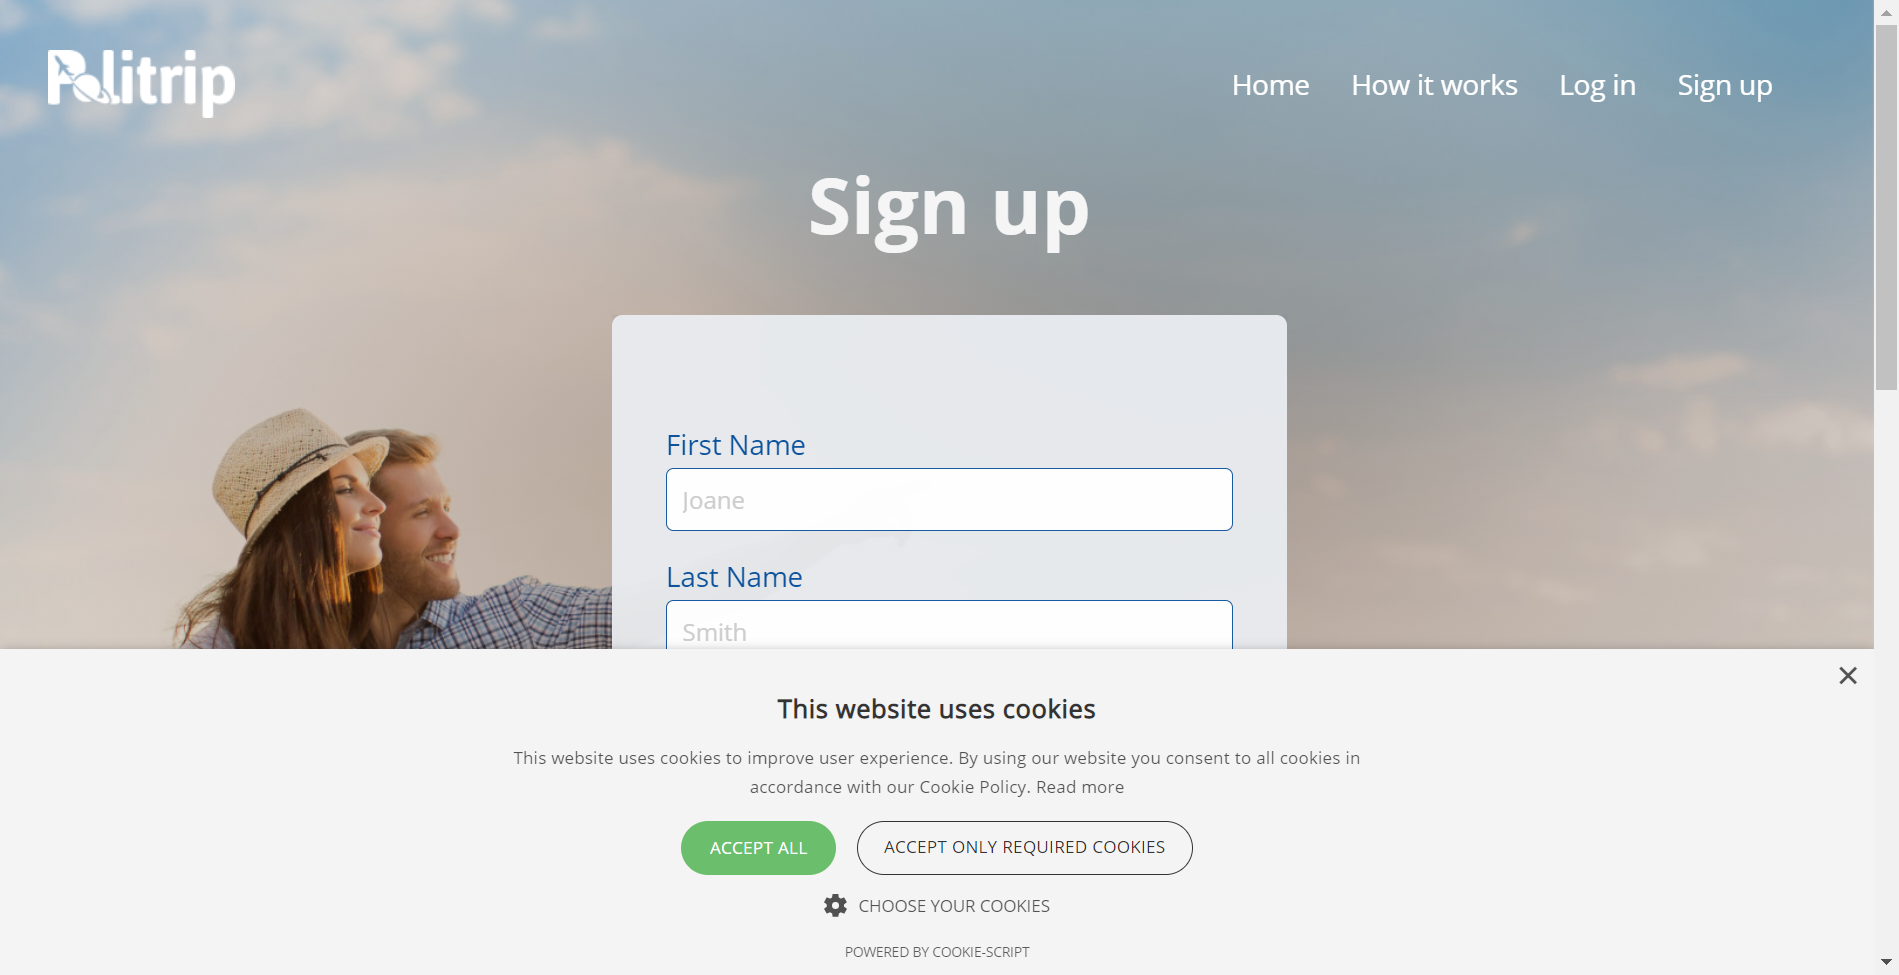 Politrip
Home How it works Log in Sign up
Sign up
First Name
Joane
Last Name
Smith
This website uses cookies
This website uses cookies to improve user experience. By using our website you consent to all cookies in
accordance with our Cookie Policy. Read more
ACCEPT ALL ACCEPT ONLY REQUIRED COOKIES
CHOOSE YOUR COOKIES
POWERED BY COOKIE-SCRIPT